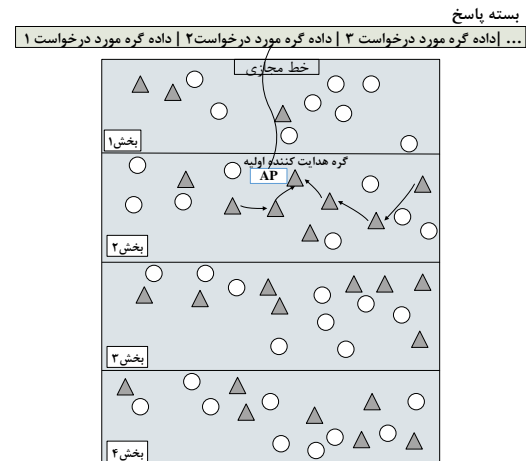 بسته پاسخ
داده گره مورد درخواست ۱ | داده گره مورد درخواست۲ | داده گره مورد درخواست ۳ | ...
خط مجازی
بخش۱
گره هدایت کننده اولیه
AP
بخش۲
بخش۳
بخش۴